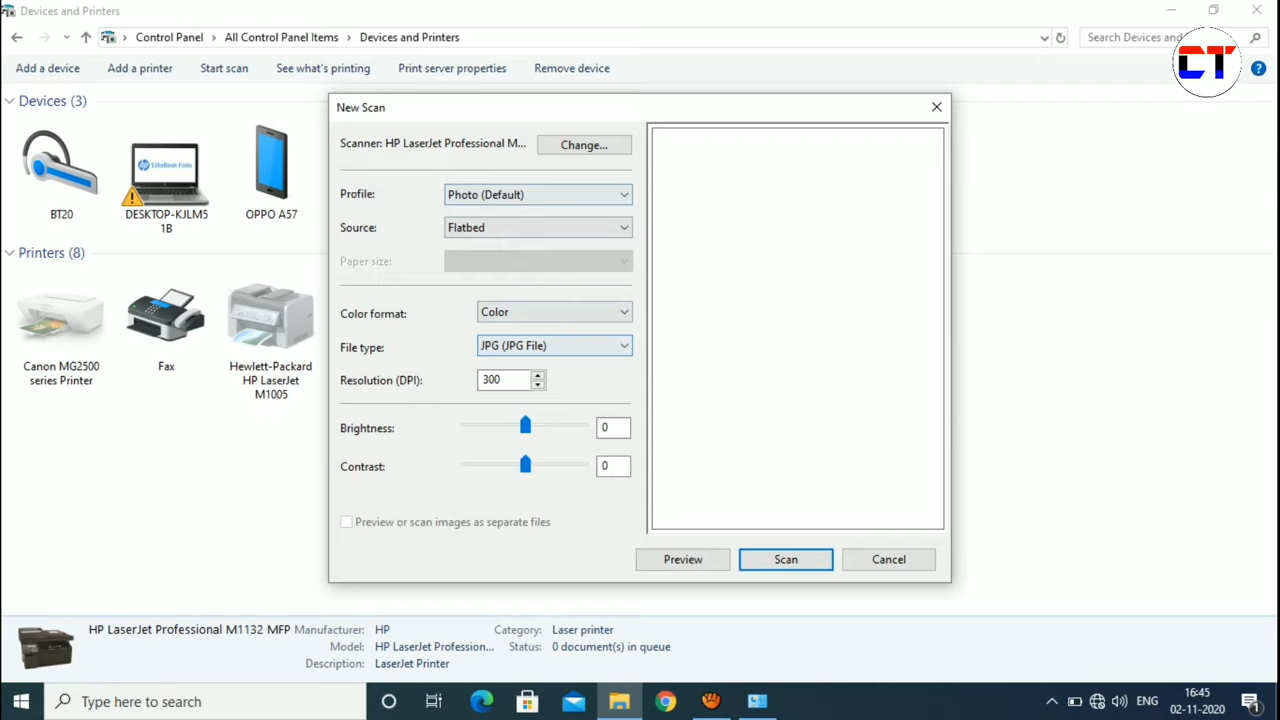 Devices and Printers
Control Panel
All Control Panel Items
Devices and Printers
Search Devices and
CT
Add a device
Add a printer
Start scan
See what's printing
Print server properties
Remove device
Devices (3)
BT20
EliteBook Folio
DESKTOP-KJLM5
1B
OPPO A57
Printers (8)
Canon MG2500
series Printer
Fax
Hewlett-Packard
HP LaserJet
M1005
New Scan
Scanner: HP LaserJet Professional M...
Change...
Profile:
Photo (Default)
Source:
Flatbed
Paper size:
Color format:
Color
File type:
JPG (JPG File)
Resolution (DPI):
300
Brightness:
0
Contrast:
0
Preview or scan images as separate files
Preview
Scan
Cancel
HP LaserJet Professional M1132 MFP
Manufacturer: HP
Category: Laser printer
Model: HP LaserJet Profession...
Status: 0 document(s) in queue
Description: LaserJet Printer
Type here to search
ENG
16:45
02-11-2020
1